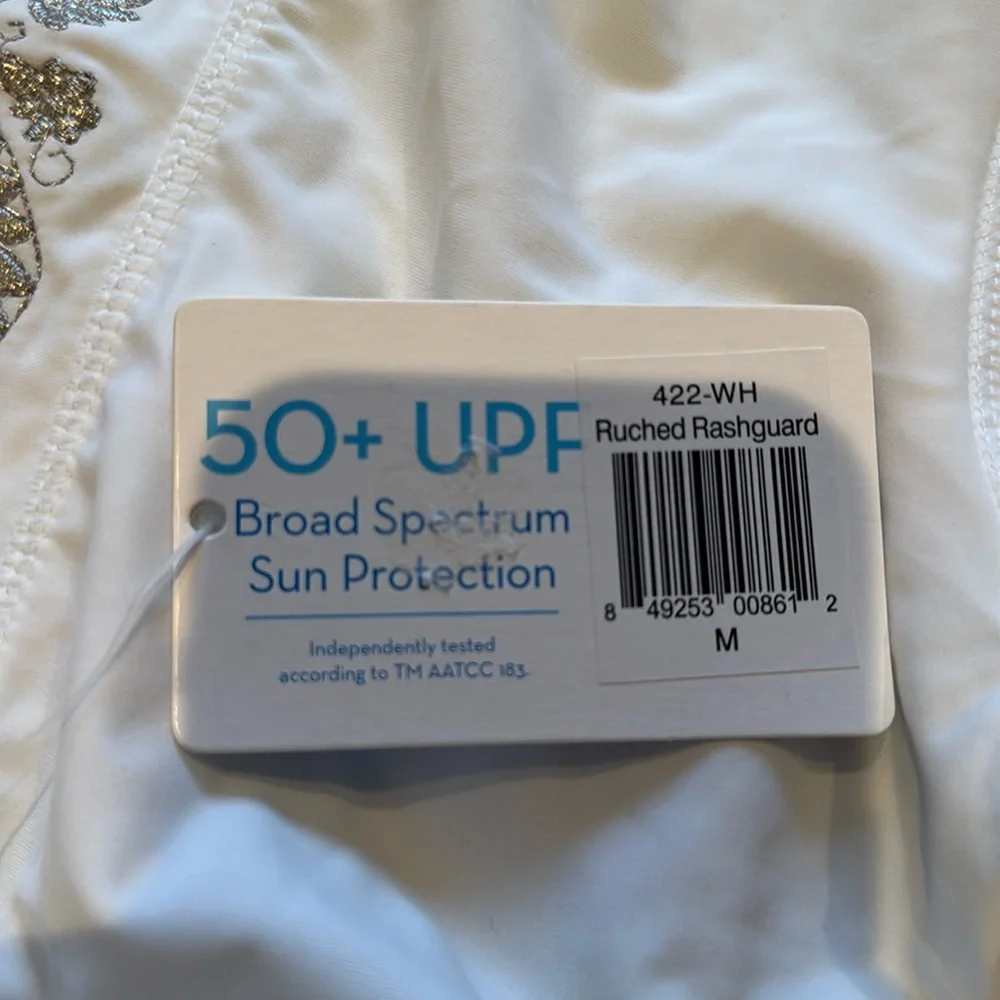 50+ UPF
Broad Spectrum
Sun Protection
Independently tested
according to TM AATCC 183.
422-WH
Ruched Rashguard
8 49253 00861 2
M